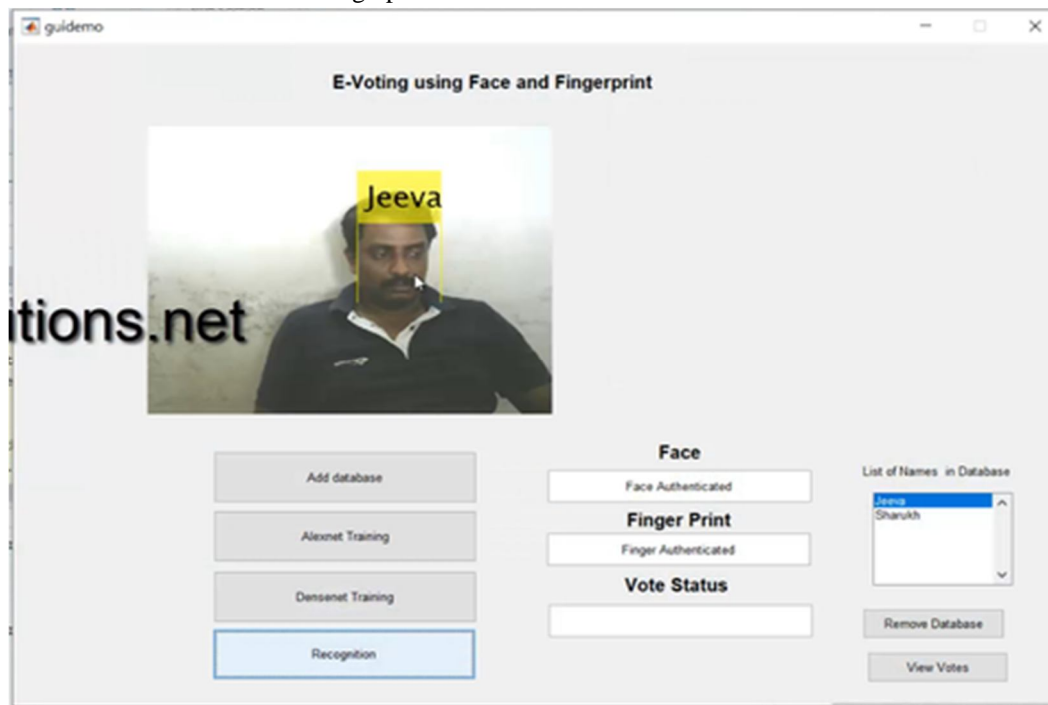 guidemo
E-Voting using Face and Fingerprint
Jeeva
tions.net
Face
Add database
Face Authenticated
List of Names in Database
Jeeva
Sharukh
Finger Print
Alexnet Training
Finger Authenticated
Vote Status
Densenet Training
Remove Database
Recognition
View Votes